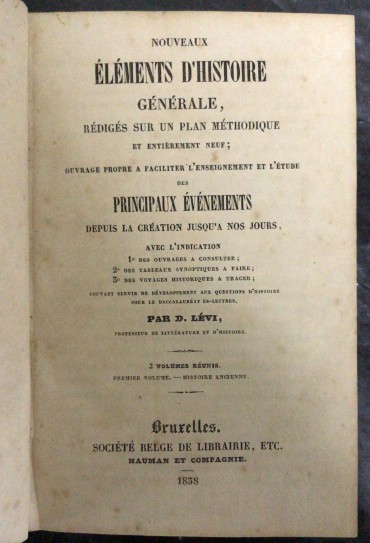 NOUVEAUX
ÉLÉMENTS D'HISTOIRE
GÉNÉRALE,
RÉDIGÉS SUR UN PLAN MÉTHODIQUE
ET ENTIÈREMENT NEUF;
OUVRAGE PROPRE A FACILITER L'ENSEIGNEMENT ET L'ÉTUDE
DES
PRINCIPAUX ÉVÉNEMENTS
DEPUIS LA CRÉATION JUSQU'A NOS JOURS,
AVEC L'INDICATION
1º DES OUVRAGES A CONSULTER;
2º DES TABLEAUX SYNOPTIQUES A FAIRE;
3º DES VOYAGES HISTORIQUES A TRACER;
POUVANT SERVIR DE DÉVELOPPEMENT AUX QUESTIONS D'HISTOIRE
POUR LE BACCALAURÉAT ÈS-LETTRES.
PAR D. LÉVI,
PROFESSEUR DE LITTÉRATURE ET D'HISTOIRE.
2 VOLUMES RÉUNIS.
PREMIER VOLUME. — HISTOIRE ANCIENNE.
Bruxelles.
SOCIÉTÉ BELGE DE LIBRAIRIE, ETC.
HAUMAN ET COMPAGNIE.
1838